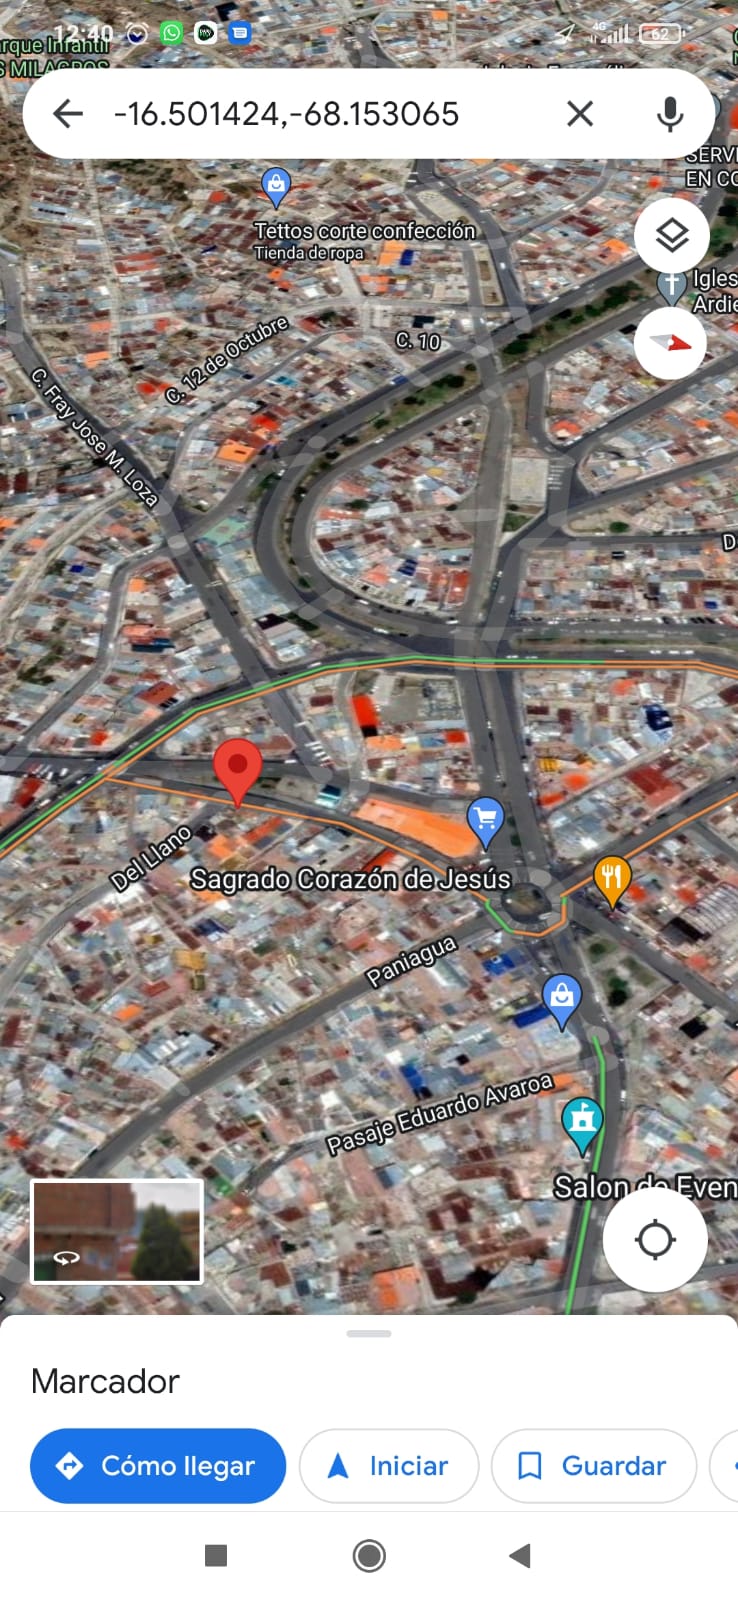 12:40
4G
62
rque Infantil
S MILAGROS
-16.501424,-68.153065
SERVI
EN CO
Tettos corte confección
Tienda de ropa
Igles
Ardie
C. 12 de Octubre
C. 10
C. Fray Jose M. Loza
D
Del Llano
Sagrado Corazón de Jesús
Paniagua
Pasaje Eduardo Avaroa
Salon de Even
Marcador
Cómo llegar
Iniciar
Guardar